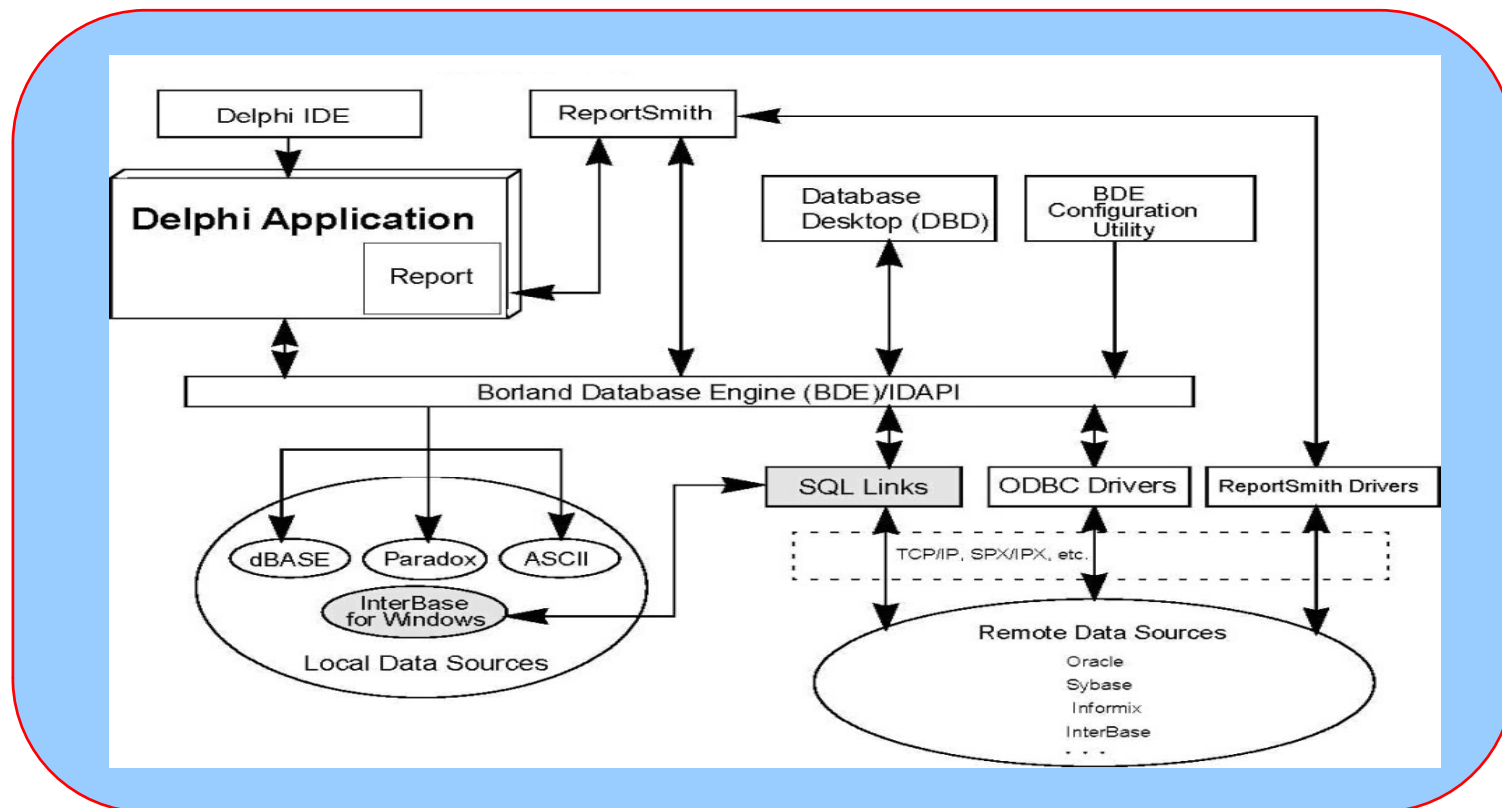 Delphi IDE
ReportSmith
Delphi Application
Report
Database
Desktop (DBD)
BDE
Configuration
Utility
Borland Database Engine (BDE)/IDAPI
SQL Links
ODBC Drivers
ReportSmith Drivers
dBASE
Paradox
ASCII
InterBase
for Windows
Local Data Sources
TCP/IP, SPX/IPX, etc.
Remote Data Sources
Oracle
Sybase
Informix
InterBase
. . .